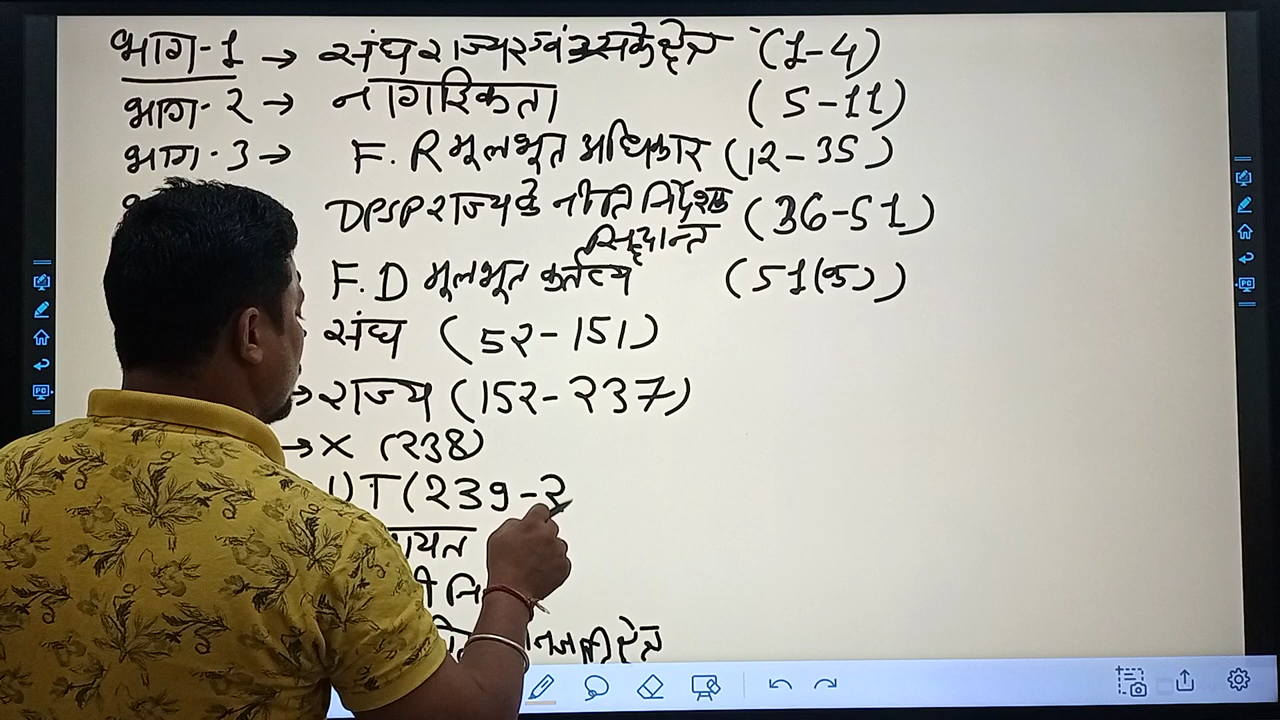 भाग-1 → संघ राज्य एवं उसके क्षेत्र (1-4)
भाग-2 → नागरिकता (5-11)
भाग-3 → F.R मूलभूत अधिकार (12-35)
DPSP राज्य के नीति निर्देशक (36-51)
सिद्धान्त
F.D मूलभूत कर्तव्य (51(क))
संघ (52-151)
→ राज्य (152-237)
→ X (238)
UT (239-2